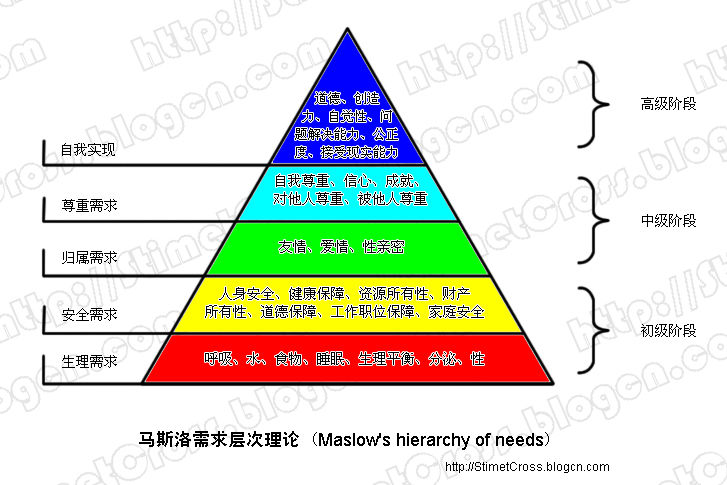 道德、创造
力、自觉性、问
题解决能力、公正
度、接受现实能力
自我实现
高级阶段
自我尊重、信心、成就、
对他人尊重、被他人尊重
尊重需求
中级阶段
友情、爱情、性亲密
归属需求
人身安全、健康保障、资源所有性、财产
所有性、道德保障、工作职位保障、家庭安全
安全需求
初级阶段
呼吸、水、食物、睡眠、生理平衡、分泌、性
生理需求
马斯洛需求层次理论 (Maslow's hierarchy of needs)
http://StimetCross.blogcn.com
http://StimetCross.blogcn.com